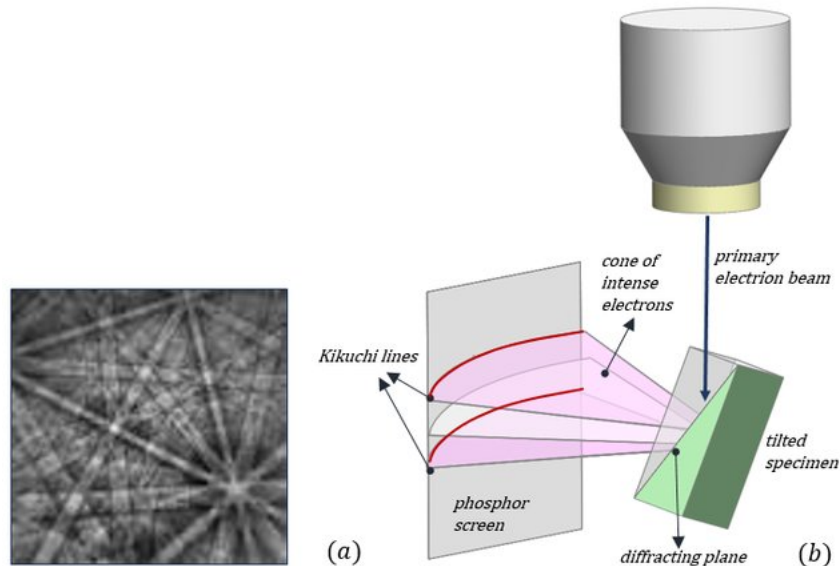 primary
electrion beam
cone of
intense
electrons
Kikuchi lines
tilted
specimen
phosphor
screen
diffracting plane
(a)
(b)